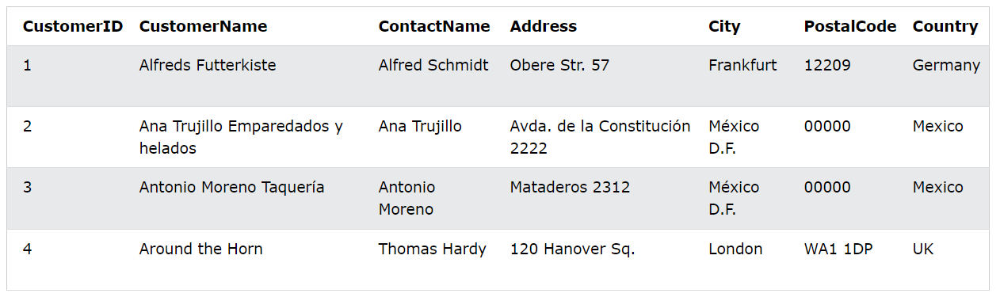 CustomerID CustomerName ContactName Address City PostalCode Country
1 Alfreds Futterkiste Alfred Schmidt Obere Str. 57 Frankfurt 12209 Germany
2 Ana Trujillo Emparedados y Ana Trujillo Avda. de la Constitución México 00000 Mexico
helados 2222 D.F.
3 Antonio Moreno Taquería Antonio Mataderos 2312 México 00000 Mexico
Moreno D.F.
4 Around the Horn Thomas Hardy 120 Hanover Sq. London WA1 1DP UK